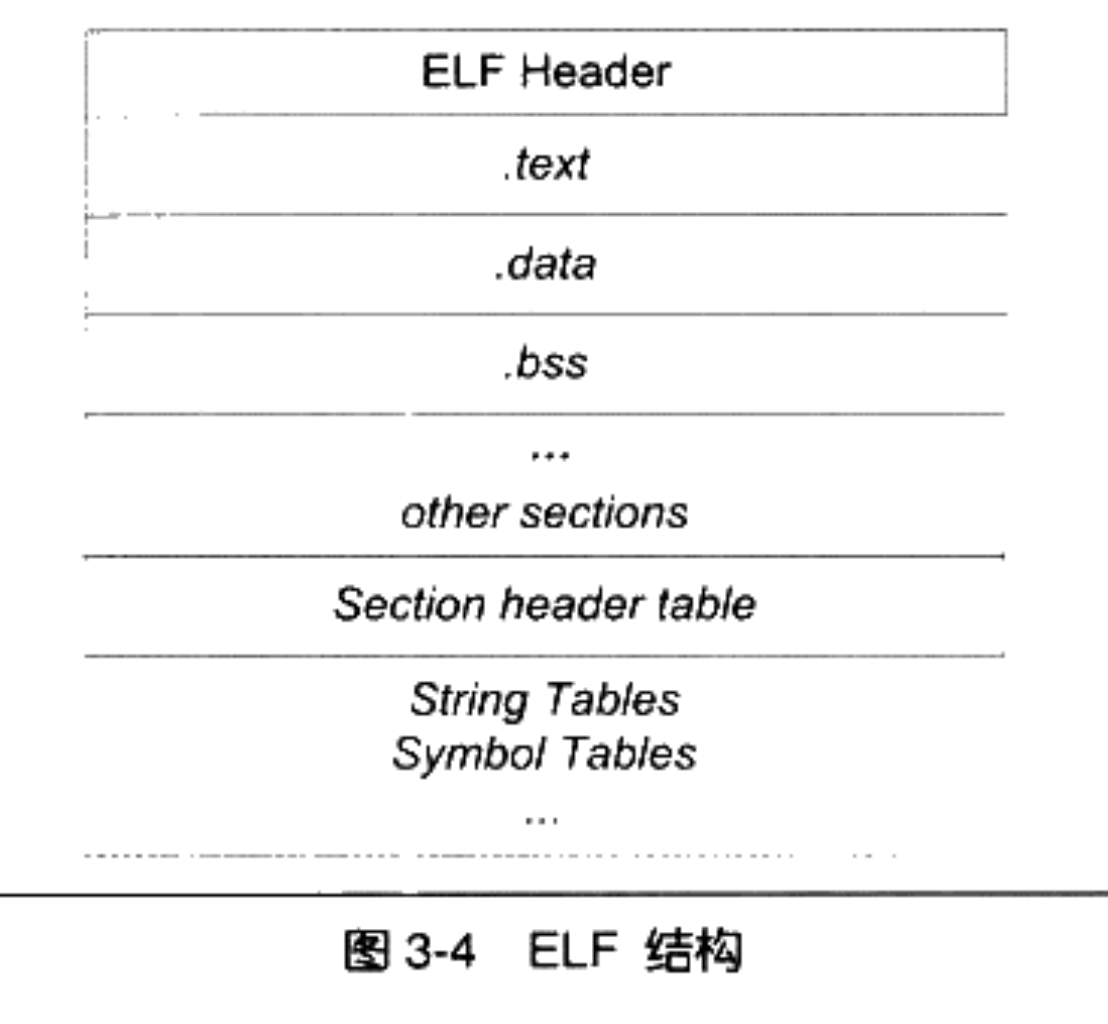 ELF Header
.text
.data
.bss
...
other sections
Section header table
String Tables
Symbol Tables
...
图 3-4 ELF 结构